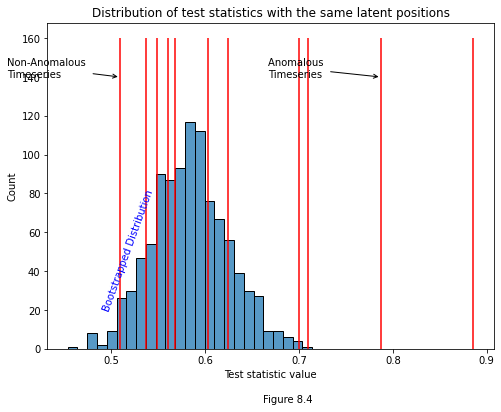 Distribution of test statistics with the same latent positions
160
140
120
100
80
60
40
20
0
Count
Non-Anomalous
Timeseries
Anomalous
Timeseries
Bootstrapped Distribution
0.5
0.6
0.7
0.8
0.9
Test statistic value
Figure 8.4